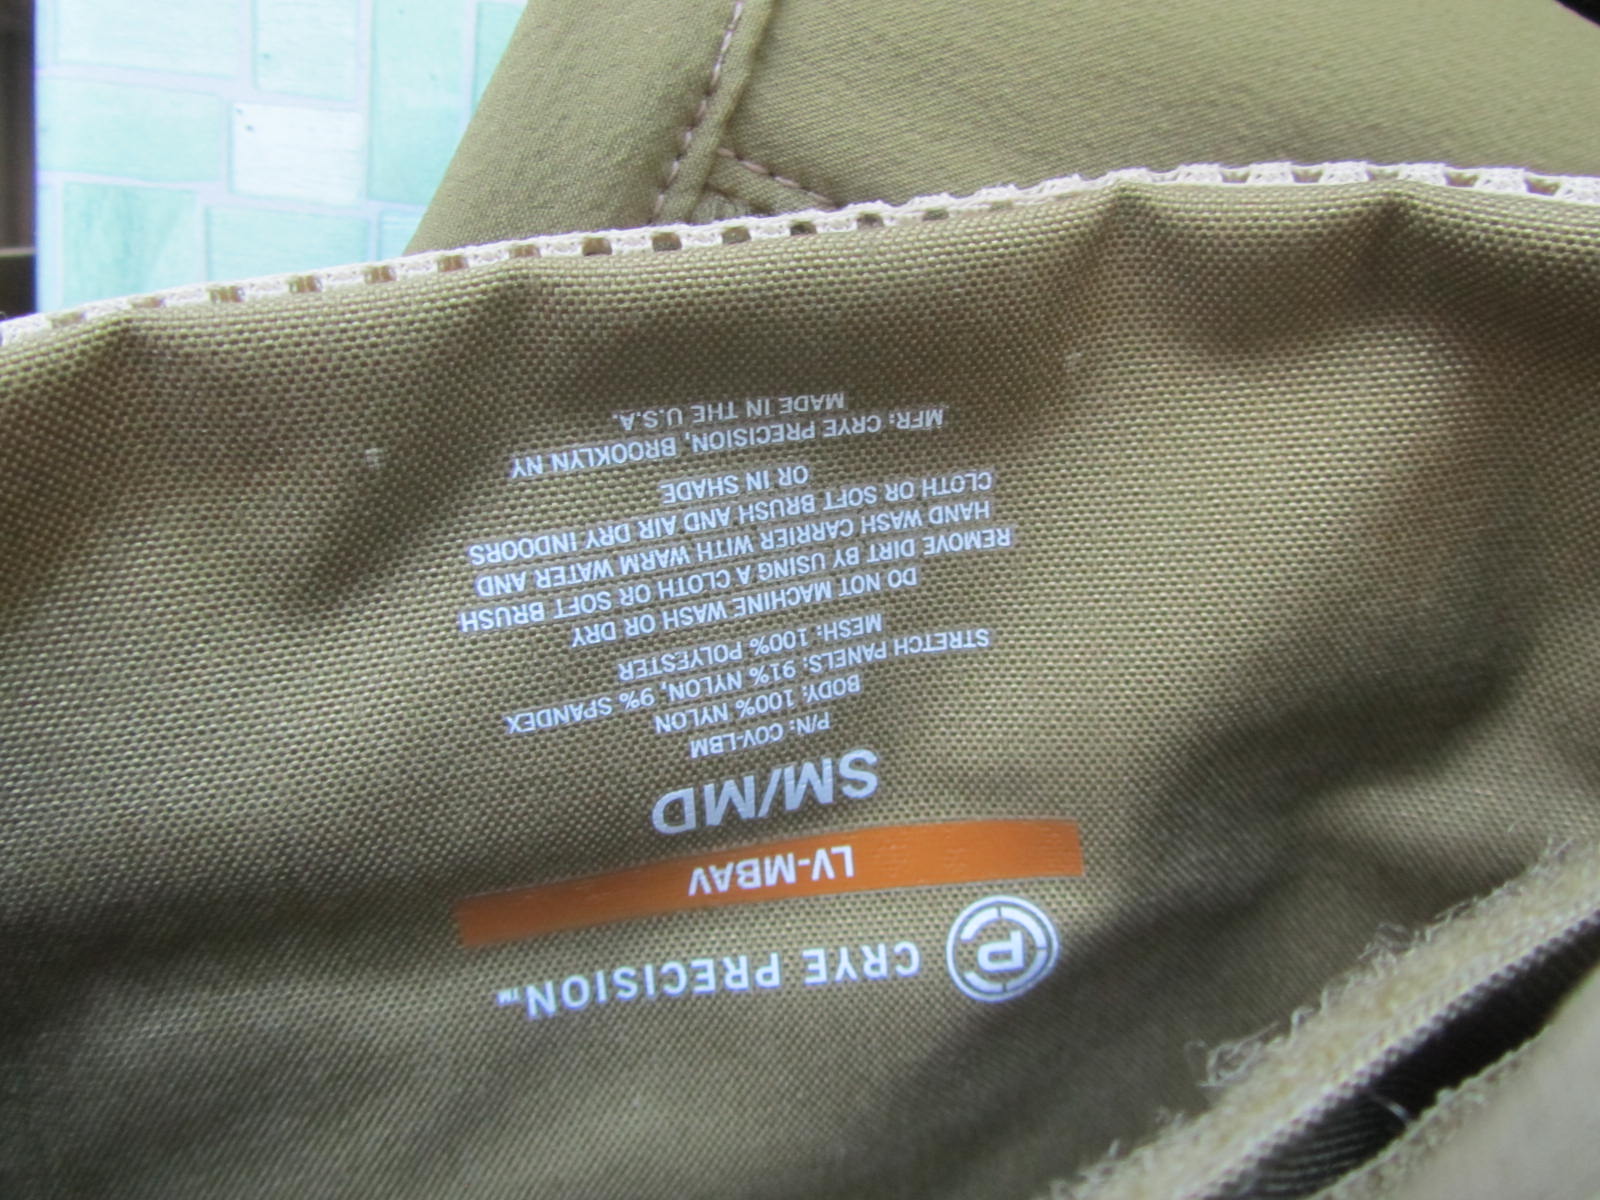 CRYE PRECISION™
LV-MBAV
SM/MD
P/N: COV-LBM
BODY: 100% NYLON
STRETCH PANELS: 91% NYLON, 9% SPANDEX
MESH: 100% POLYESTER
DO NOT MACHINE WASH OR DRY
REMOVE DIRT BY USING A CLOTH OR SOFT BRUSH
HAND WASH CARRIER WITH WARM WATER AND
CLOTH OR SOFT BRUSH AND AIR DRY INDOORS
OR IN SHADE
MFR: CRYE PRECISION, BROOKLYN NY
MADE IN THE U.S.A.